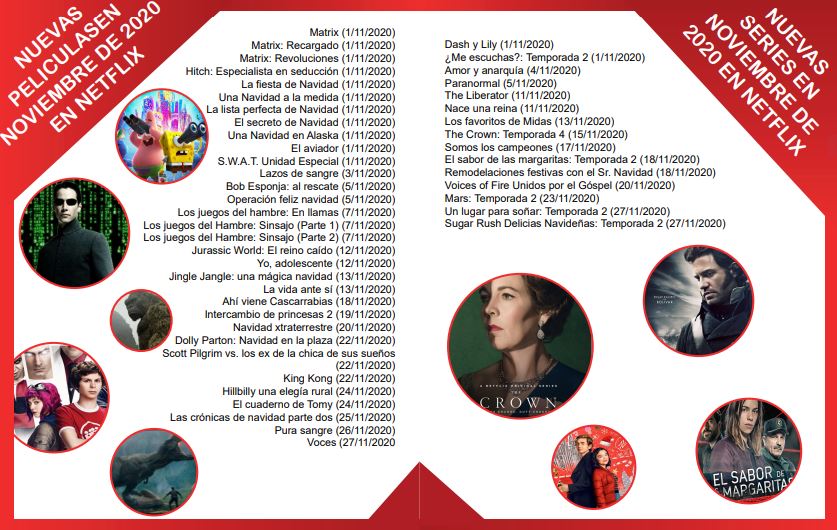 NUEVAS
PELICULASEN
NOVIEMBRE DE 2020
EN NETFLIX
Matrix (1/11/2020)
Matrix: Recargado (1/11/2020)
Matrix: Revoluciones (1/11/2020)
Hitch: Especialista en seducción (1/11/2020)
La fiesta de Navidad (1/11/2020)
Una Navidad a la medida (1/11/2020)
La lista perfecta de Navidad (1/11/2020)
El secreto de Navidad (1/11/2020)
Una Navidad en Alaska (1/11/2020)
El aviador (1/11/2020)
S.W.A.T. Unidad Especial (1/11/2020)
Lazos de sangre (3/11/2020)
Bob Esponja: al rescate (5/11/2020)
Operación feliz navidad (5/11/2020)
Los juegos del hambre: En llamas (7/11/2020)
Los juegos del Hambre: Sinsajo (Parte 1) (7/11/2020)
Los juegos del Hambre: Sinsajo (Parte 2) (7/11/2020)
Jurassic World: El reino caído (12/11/2020)
Yo, adolescente (12/11/2020)
Jingle Jangle: una mágica navidad (13/11/2020)
La vida ante sí (13/11/2020)
Ahí viene Cascarrabias (18/11/2020)
Intercambio de princesas 2 (19/11/2020)
Navidad xtraterrestre (20/11/2020)
Dolly Parton: Navidad en la plaza (22/11/2020)
Scott Pilgrim vs. los ex de la chica de sus sueños
(22/11/2020)
King Kong (22/11/2020)
Hillbilly una elegía rural (24/11/2020)
El cuaderno de Tomy (24/11/2020)
Las crónicas de navidad parte dos (25/11/2020)
Pura sangre (26/11/2020)
Voces (27/11/2020)
NUEVAS
SERIES EN
NOVIEMBRE DE
2020 EN NETFLIX
Dash y Lily (1/11/2020)
¿Me escuchas?: Temporada 2 (1/11/2020)
Amor y anarquía (4/11/2020)
Paranormal (5/11/2020)
The Liberator (11/11/2020)
Nace una reina (11/11/2020)
Los favoritos de Midas (13/11/2020)
The Crown: Temporada 4 (15/11/2020)
Somos los campeones (17/11/2020)
El sabor de las margaritas: Temporada 2 (18/11/2020)
Remodelaciones festivas con el Sr. Navidad (18/11/2020)
Voices of Fire Unidos por el Góspel (20/11/2020)
Mars: Temporada 2 (23/11/2020)
Un lugar para soñar: Temporada 2 (27/11/2020)
Sugar Rush Delicias Navideñas: Temporada 2 (27/11/2020)
BOLIVAR
A NETFLIX ORIGINAL SERIES
THE
CROWN
EL SABOR DE
S MARGARITAS